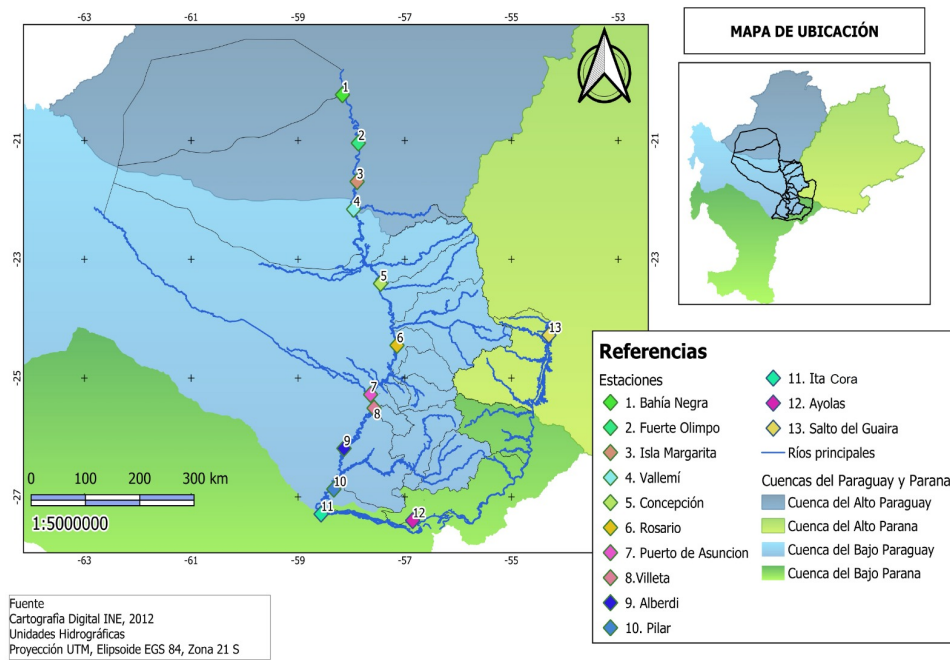 -63
-61
-59
-57
-55
-53
MAPA DE UBICACIÓN
1
2
3
4
5
6
7
8
9
10
11
12
13
-21
-23
-25
-27
-21
-23
0 100 200 300 km
1:5000000
-63
-61
-59
-57
Referencias
Estaciones
1. Bahía Negra
2. Fuerte Olimpo
3. Isla Margarita
4. Vallemí
5. Concepción
6. Rosario
7. Puerto de Asuncion
8.Villeta
9. Alberdi
10. Pilar
11. Ita Cora
12. Ayolas
13. Salto del Guaira
Ríos principales
Cuencas del Paraguay y Parana
Cuenca del Alto Paraguay
Cuenca del Alto Parana
Cuenca del Bajo Paraguay
Cuenca del Bajo Parana
Fuente
Cartografía Digital INE, 2012
Unidades Hidrográficas
Proyección UTM, Elipsoide EGS 84, Zona 21 S